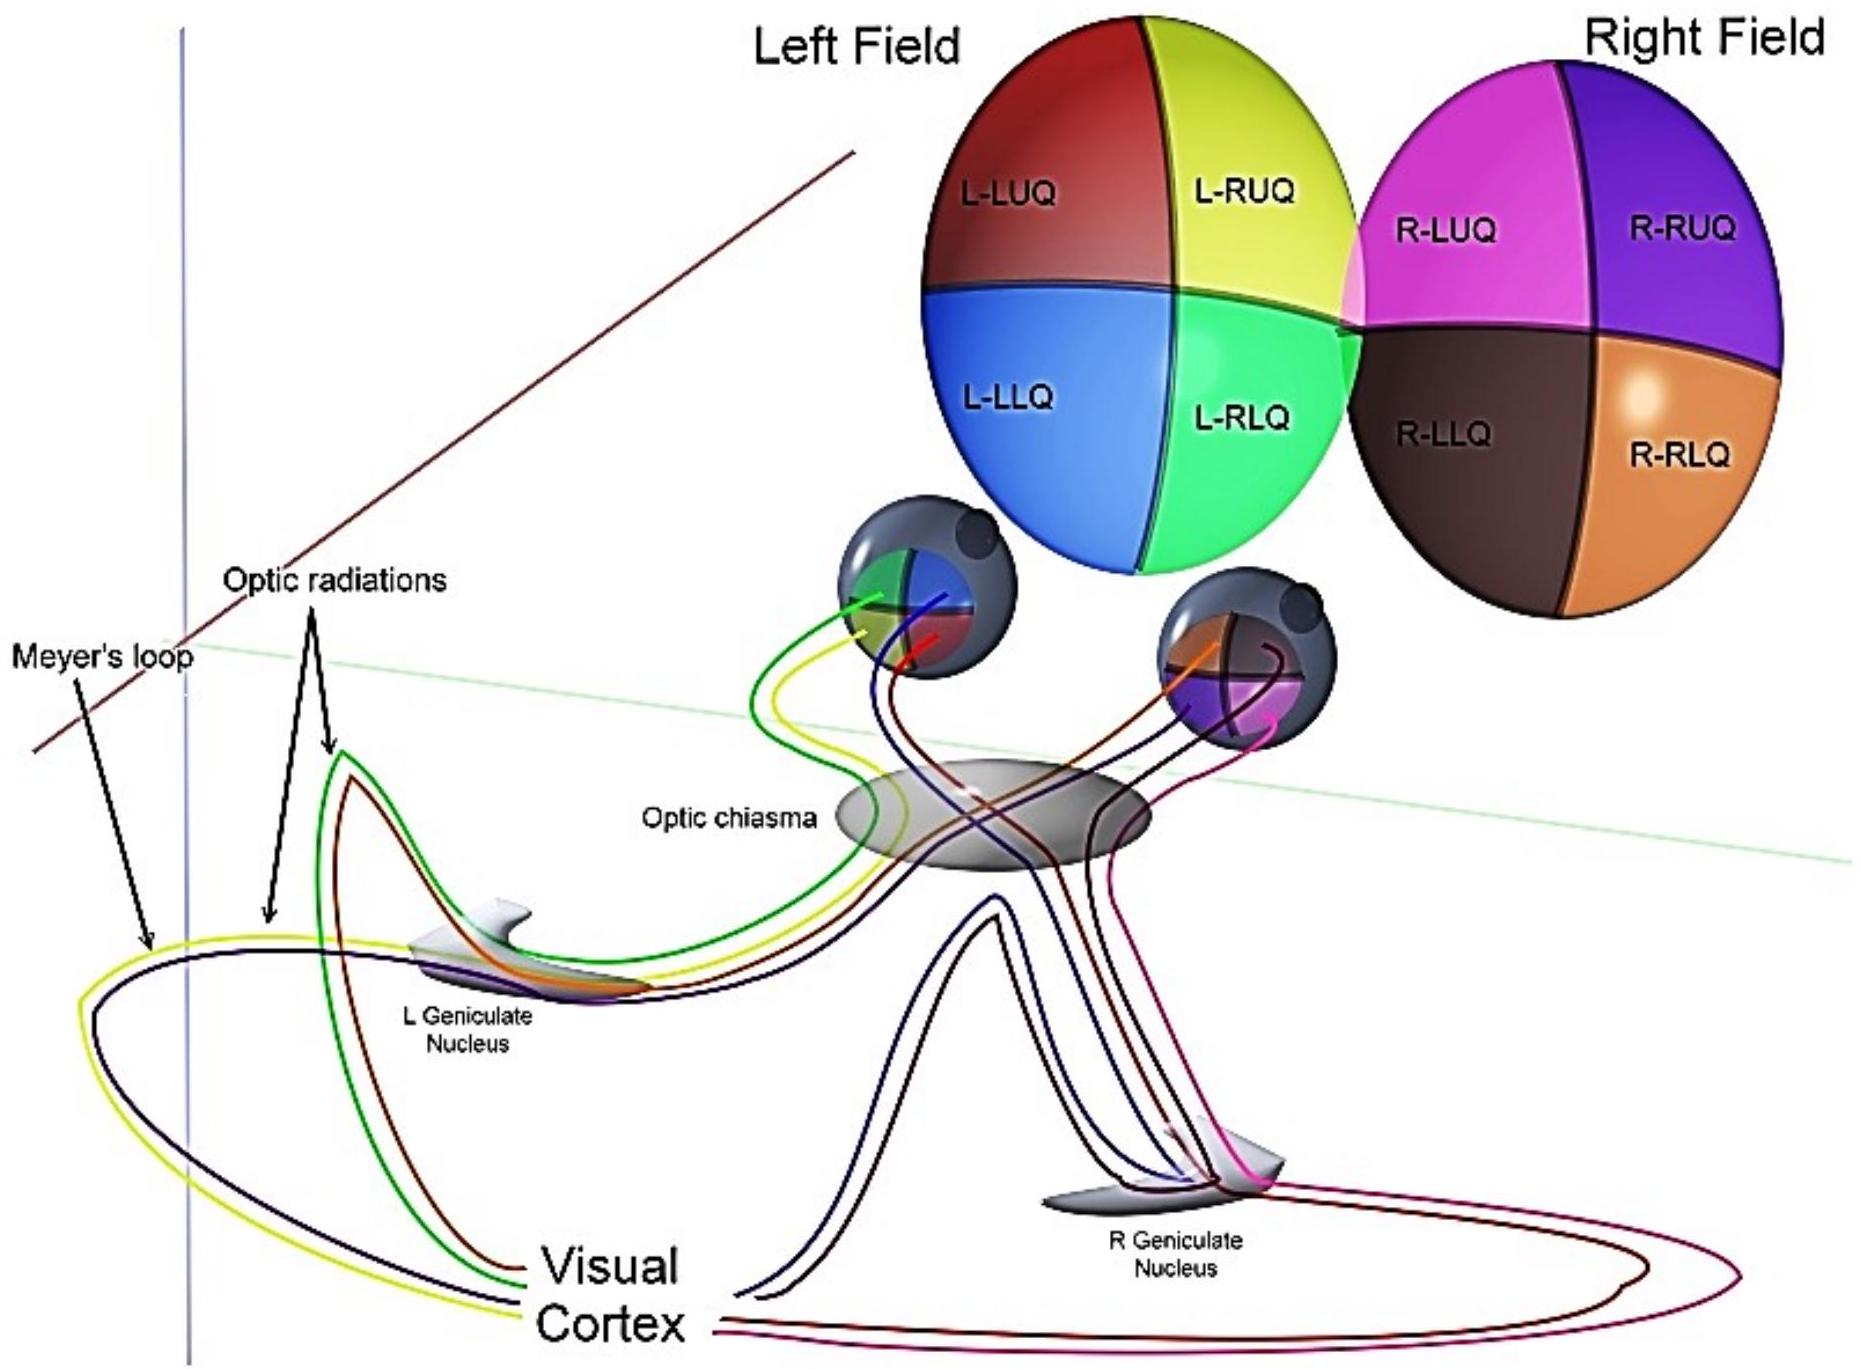 Left Field
Right Field
L-LUQ
L-RUQ
R-LUQ
R-RUQ
L-LLQ
L-RLQ
R-LLQ
R-RLQ
Optic radiations
Meyer's loop
Optic chiasma
L Geniculate
Nucleus
R Geniculate
Nucleus
Visual
Cortex